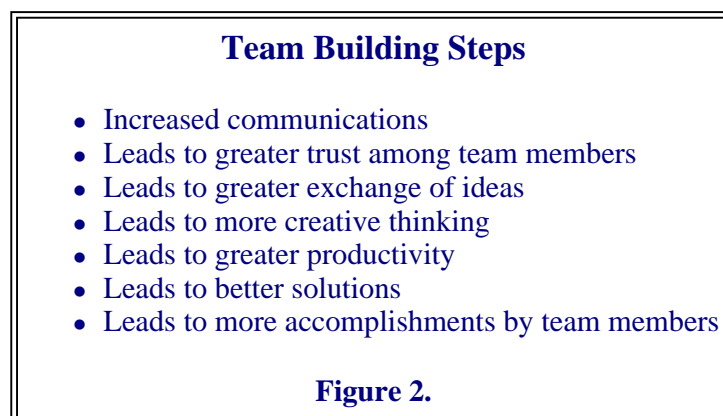 Team Building Steps
• Increased communications
• Leads to greater trust among team members
• Leads to greater exchange of ideas
• Leads to more creative thinking
• Leads to greater productivity
• Leads to better solutions
• Leads to more accomplishments by team members
Figure 2.